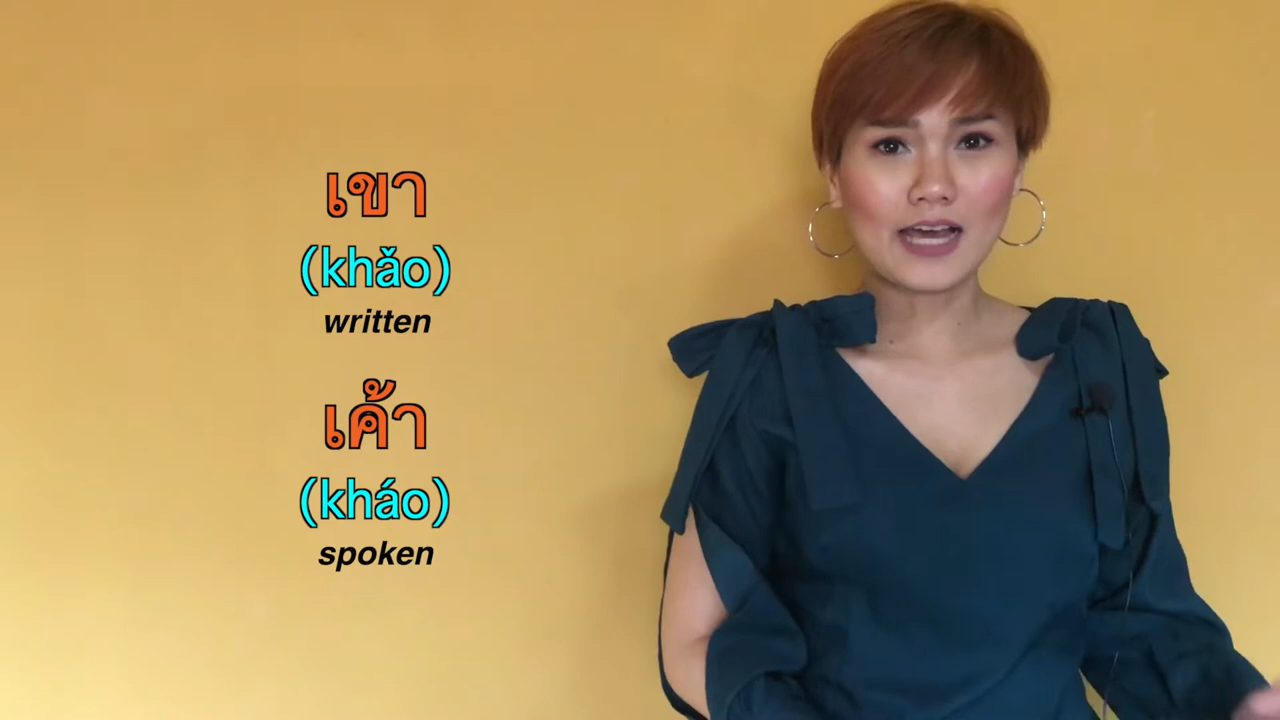 เขา
(khǎo)
written
เค้า
(kháo)
spoken